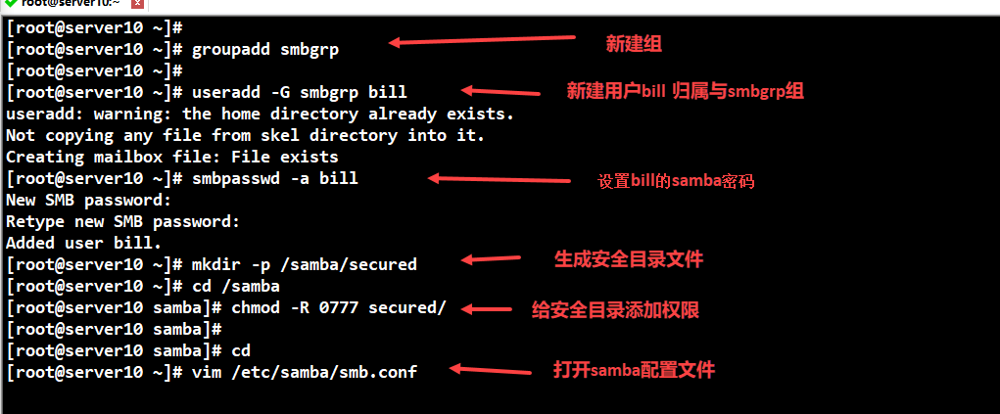 root@server10:~
[root@server10 ~]#
[root@server10 ~]# groupadd smbgrp 新建组
[root@server10 ~]#
[root@server10 ~]# useradd -G smbgrp bill 新建用户bill 归属与smbgrp组
useradd: warning: the home directory already exists.
Not copying any file from skel directory into it.
Creating mailbox file: File exists
[root@server10 ~]# smbpasswd -a bill 设置bill的samba密码
New SMB password:
Retype new SMB password:
Added user bill.
[root@server10 ~]# mkdir -p /samba/secured 生成安全目录文件
[root@server10 ~]# cd /samba
[root@server10 samba]# chmod -R 0777 secured/ 给安全目录添加权限
[root@server10 samba]#
[root@server10 samba]# cd
[root@server10 ~]# vim /etc/samba/smb.conf 打开samba配置文件